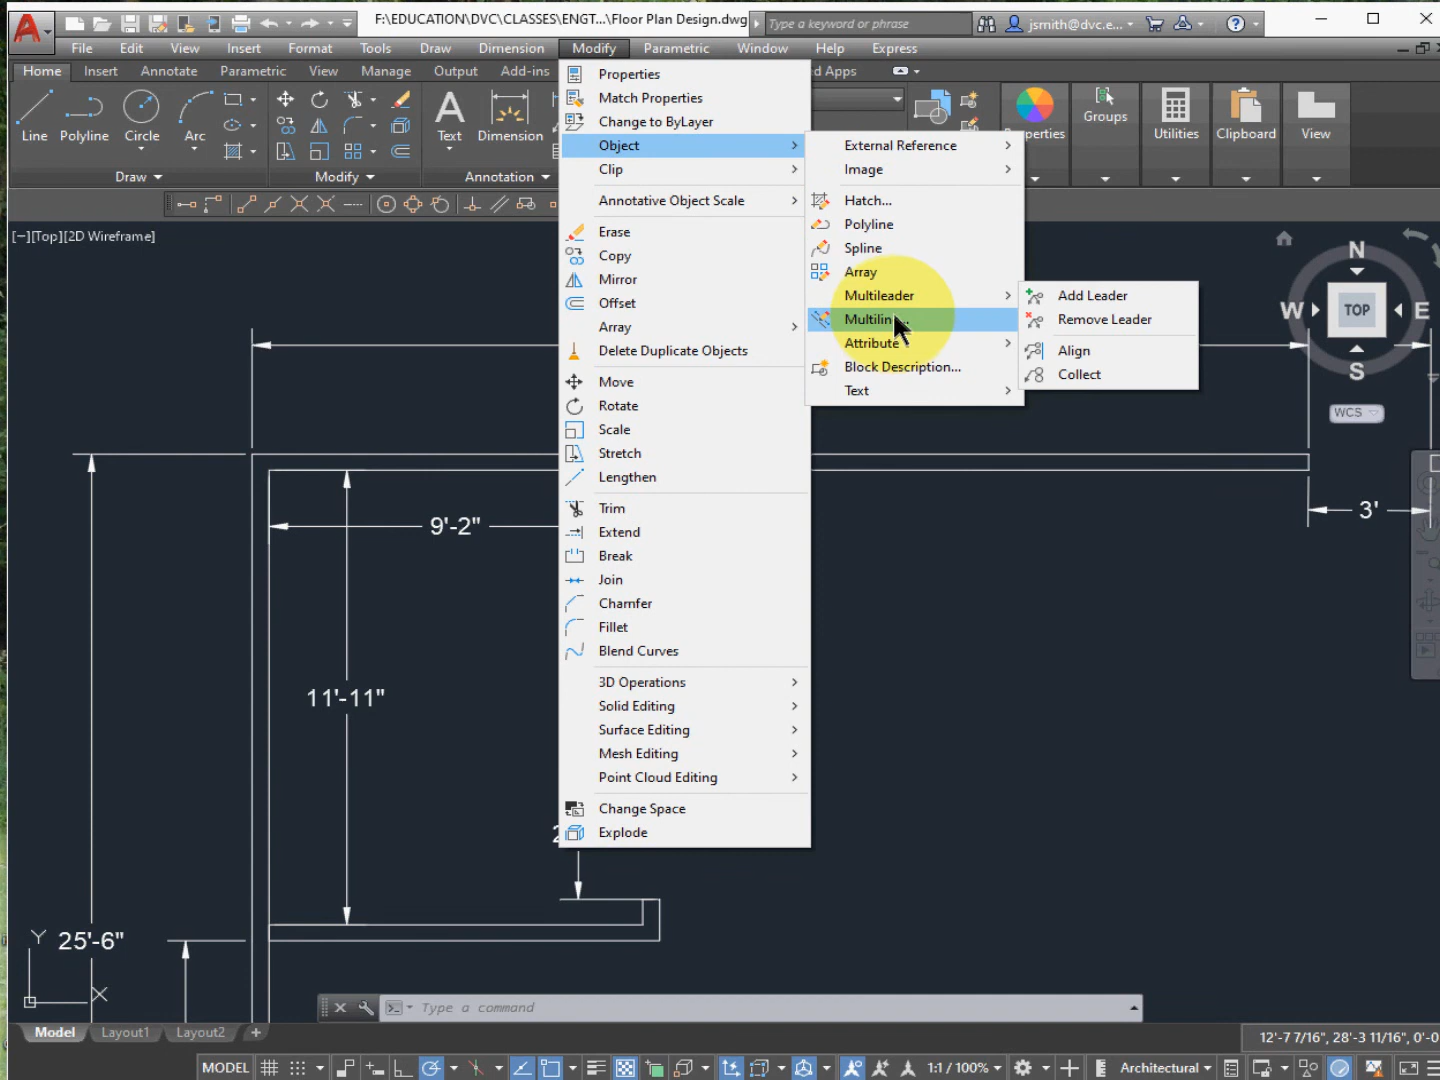 F:\EDUCATION\DVC\CLASSES\ENGT...\Floor Plan Design.dwg
Type a keyword or phrase
jsmith@dvc.e...
File Edit View Insert Format Tools Draw Dimension Modify Parametric Window Help Express
Home Insert Annotate Parametric View Manage Output Add-ins d Apps
Line Polyline Circle Arc Text Dimension operties Groups Utilities Clipboard View
Draw Modify Annotation
[−][Top][2D Wireframe]
Properties
Match Properties
Change to ByLayer
Object
Clip
Annotative Object Scale
Erase
Copy
Mirror
Offset
Array
Delete Duplicate Objects
Move
Rotate
Scale
Stretch
Lengthen
Trim
Extend
Break
Join
Chamfer
Fillet
Blend Curves
3D Operations
Solid Editing
Surface Editing
Mesh Editing
Point Cloud Editing
Change Space
Explode
External Reference
Image
Hatch...
Polyline
Spline
Array
Multileader
Attribute
Block Description...
Text
Add Leader
Remove Leader
Align
Collect
N
W TOP E
S
WCS
9'-2"
3'
11'-11"
25'-6"
Y
X
Type a command
Model Layout1 Layout2 +
12'-7 7/16", 28'-3 11/16", 0'-0
MODEL 1:1 / 100% Architectural